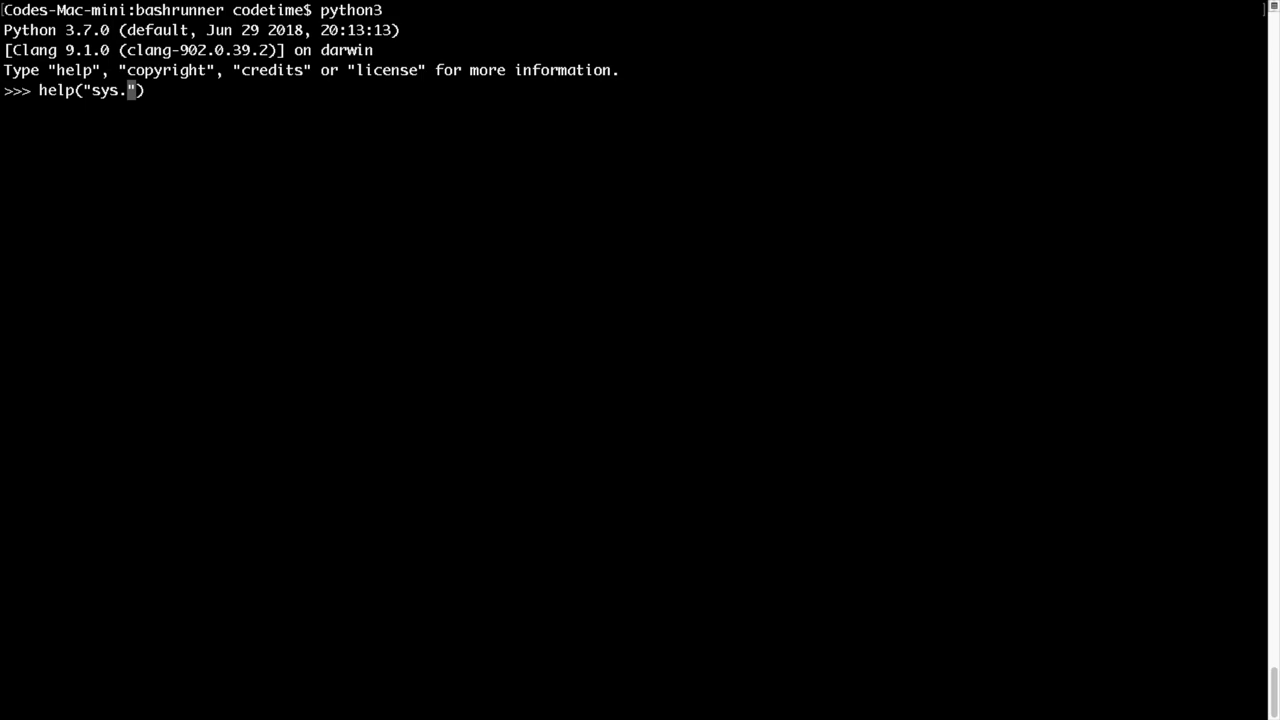 Codes-Mac-mini:bashrunner codetime$ python3
Python 3.7.0 (default, Jun 29 2018, 20:13:13)
[Clang 9.1.0 (clang-902.0.39.2)] on darwin
Type "help", "copyright", "credits" or "license" for more information.
>>> help("sys.")